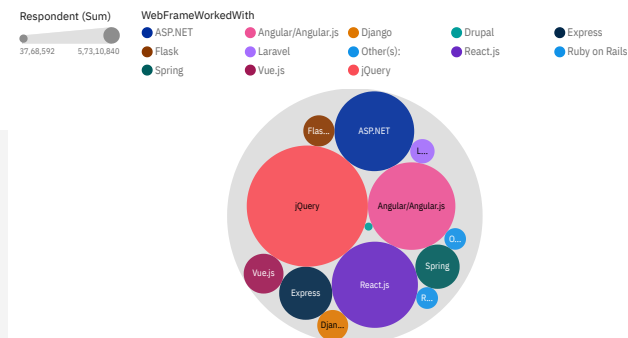 Respondent (Sum)
37,68,592 5,73,10,840
WebFrameWorkedWith
ASP.NET Angular/Angular.js Django Drupal Express
Flask Laravel Other(s): React.js Ruby on Rails
Spring Vue.js jQuery
Flas... ASP.NET
L...
jQuery Angular/Angular.js
O...
Vue.js Spring
Express React.js
R...
Djan...